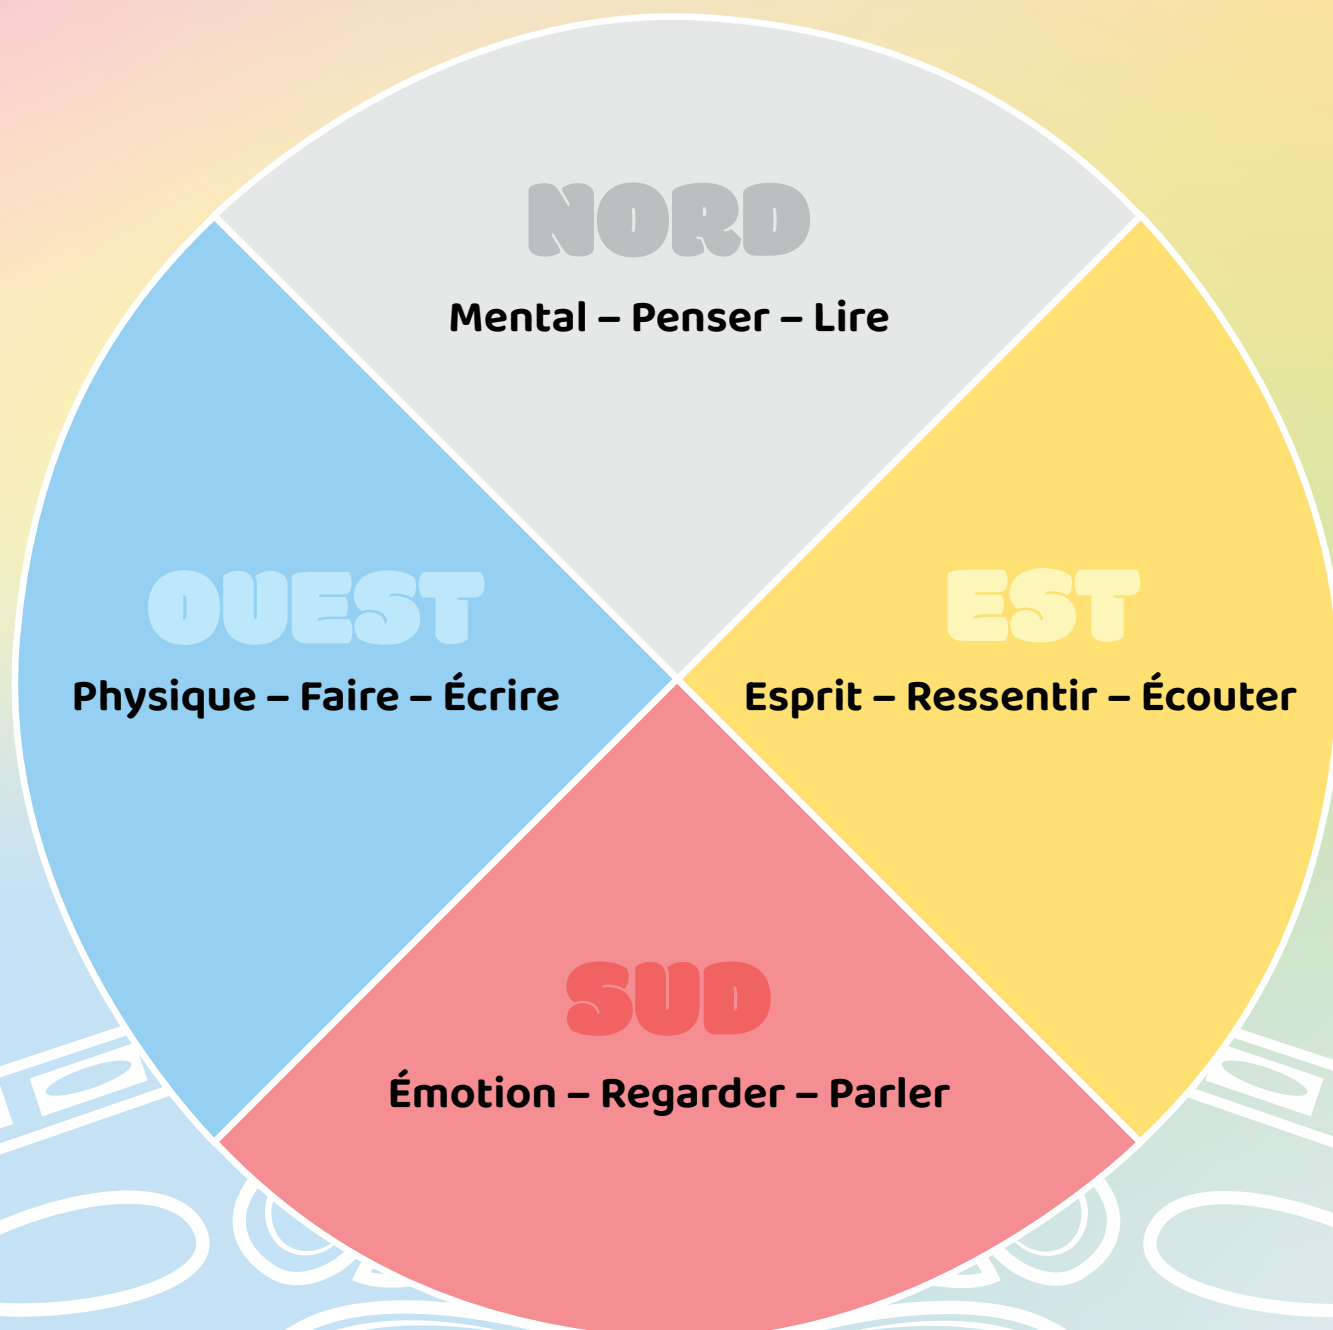 NORD
Mental – Penser – Lire
OUEST
Physique – Faire – Écrire
EST
Esprit – Ressentir – Écouter
SUD
Émotion – Regarder – Parler